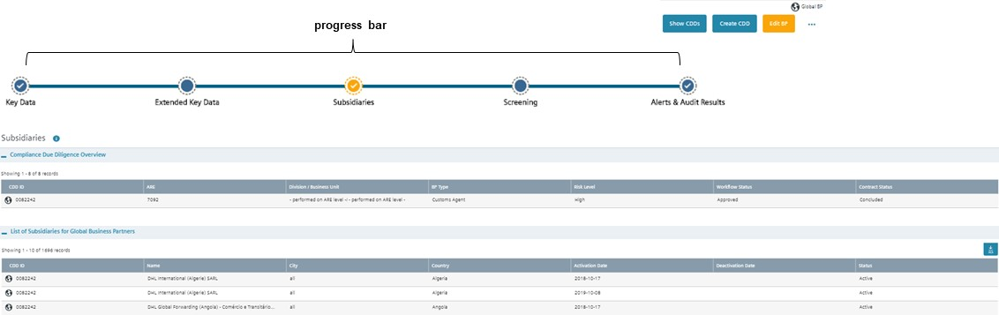 Global BP
progress bar
Show CDDs Create CDD Edit BP ...
Key Data Extended Key Data Subsidiaries Screening Alerts & Audit Results
Subsidiaries
Compliance Due Diligence Overview
Showing 1 - 8 of 8 records
CDD ID ARE Division / Business Unit BP Type Risk Level Workflow Status Contract Status
0082242 7092 - performed on ARE level -/ - performed on ARE level - Customs Agent High Approved Concluded
List of Subsidiaries for Global Business Partners
Showing 1 - 10 of 1696 records
CDD ID Name City Country Activation Date Deactivation Date Status
0082242 DHL International (Algerie) SARL all Algeria 2018-10-17 Active
0082242 DHL International (Algerie) SARL all Algeria 2019-10-08 Active
0082242 DHL Global Forwarding (Angola) - Comércio e Transitário... all Angola 2018-10-17 Active